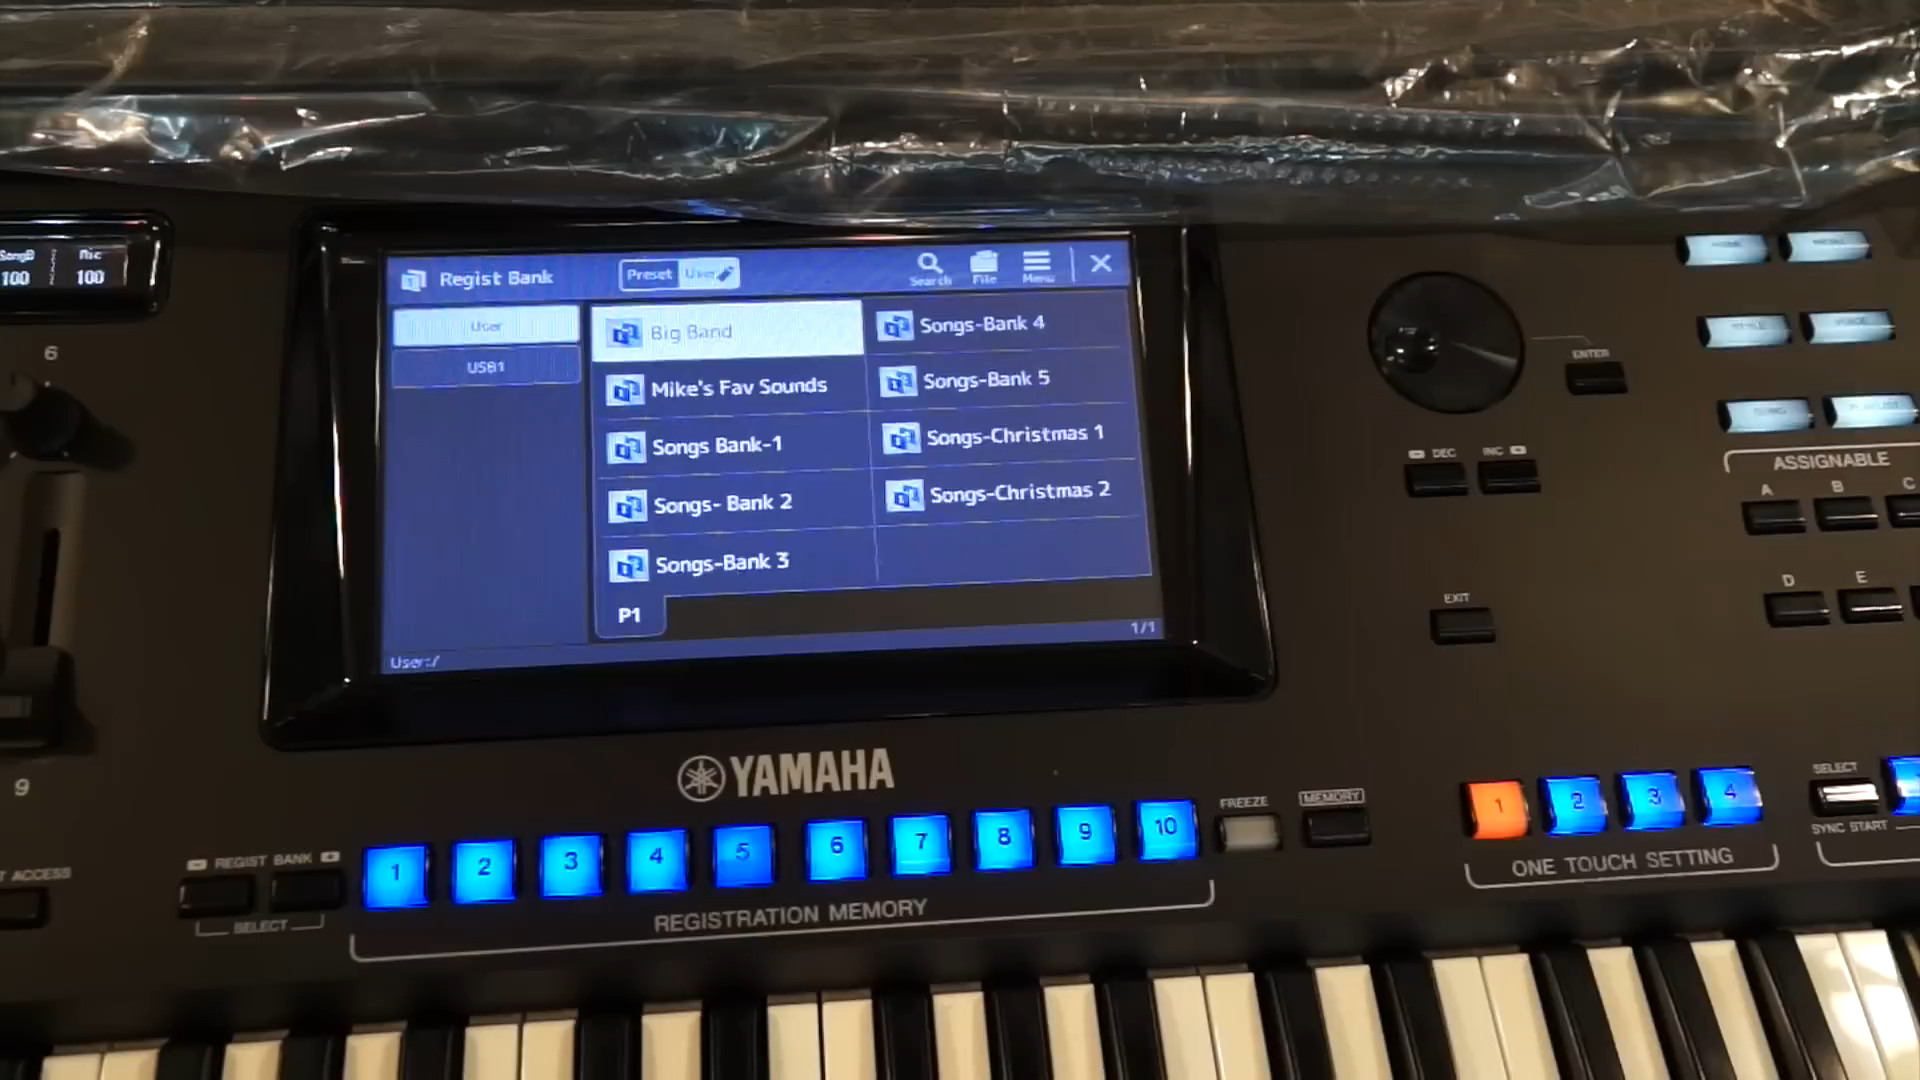 SongB
Mic
100
100
Regist Bank
Preset
User
Search
File
Menu
User
USB1
Big Band
Mike's Fav Sounds
Songs Bank-1
Songs- Bank 2
Songs-Bank 3
Songs-Bank 4
Songs-Bank 5
Songs-Christmas 1
Songs-Christmas 2
P1
1/1
User:/
6
9
YAMAHA
ENTER
- DEC
INC +
EXIT
ASSIGNABLE
A
B
C
D
E
T ACCESS
- REGIST BANK +
SELECT
1
2
3
4
5
6
7
8
9
10
REGISTRATION MEMORY
FREEZE
MEMORY
1
2
3
4
ONE TOUCH SETTING
SELECT
SYNC START